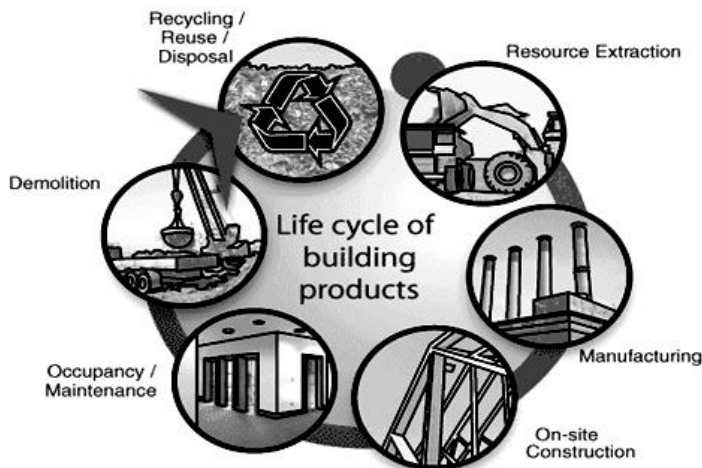 Recycling /
Reuse /
Disposal
Resource Extraction
Demolition
Life cycle of
building
products
Manufacturing
Occupancy /
Maintenance
On-site
Construction